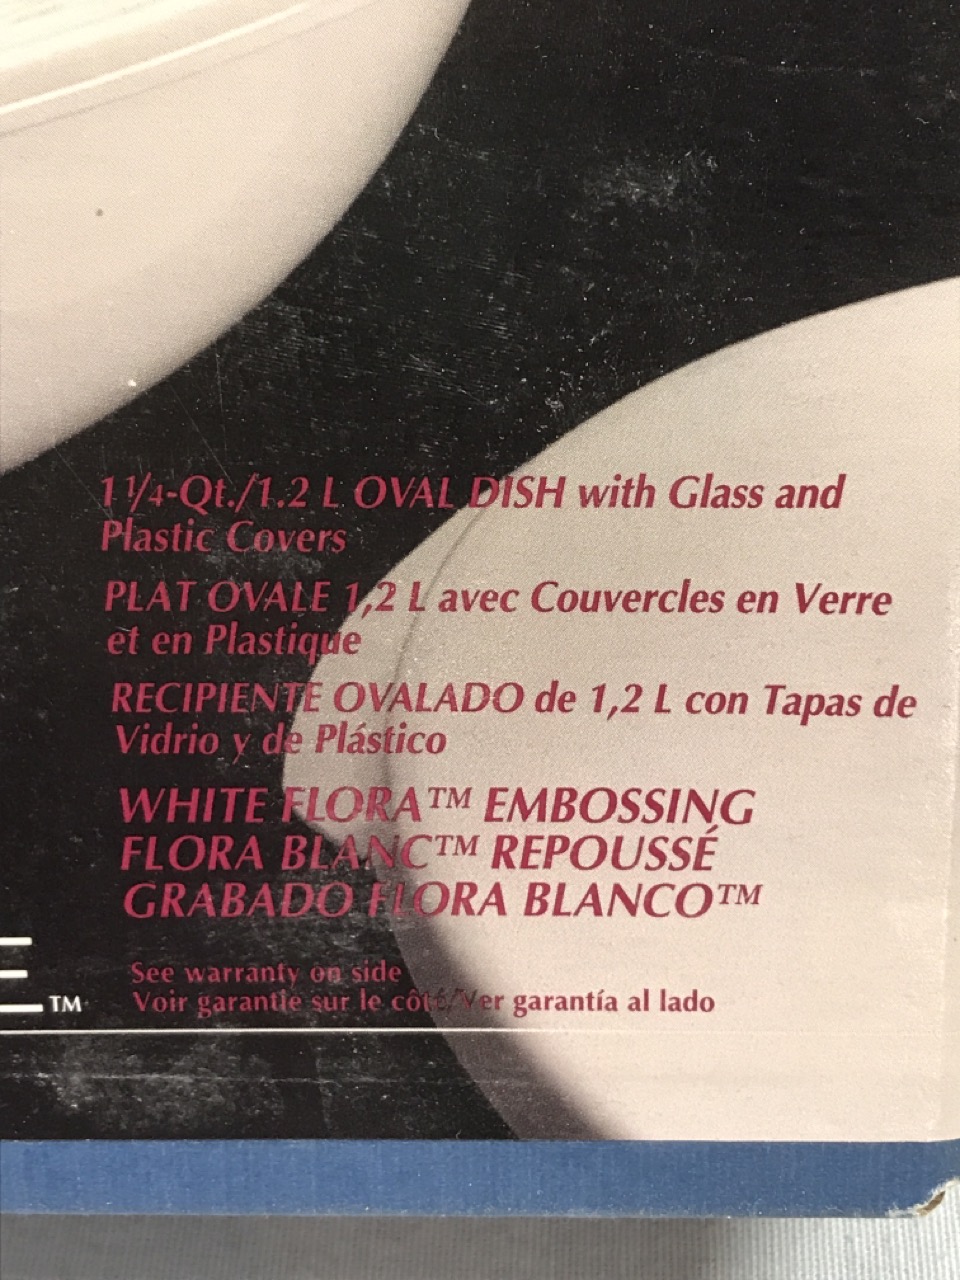 1 1/4-Qt./1.2 L OVAL DISH with Glass and
Plastic Covers
PLAT OVALE 1,2 L avec Couvercles en Verre
et en Plastique
RECIPIENTE OVALADO de 1,2 L con Tapas de
Vidrio y de Plástico
WHITE FLORA™ EMBOSSING
FLORA BLANC™ REPOUSSÉ
GRABADO FLORA BLANCO™
See warranty on side
Voir garantie sur le côté/Ver garantía al lado
™